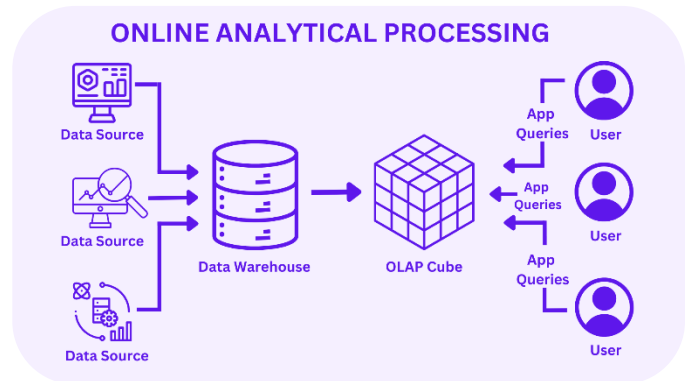 ONLINE ANALYTICAL PROCESSING
Data Source
Data Source
Data Source
Data Warehouse
OLAP Cube
App
Queries
App
Queries
App
Queries
User
User
User